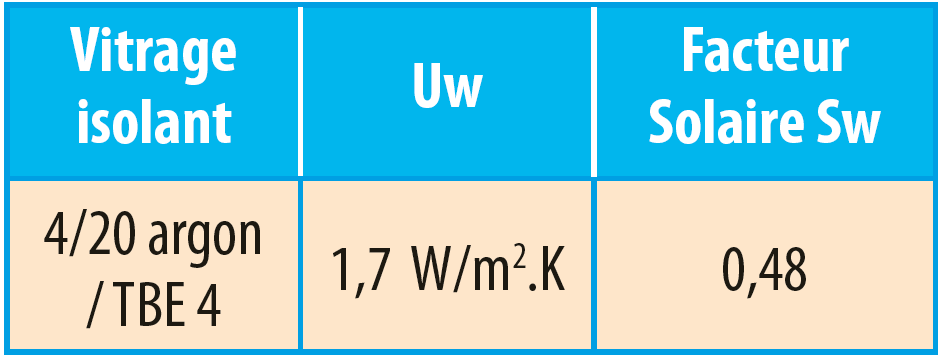 Vitrage
isolant
Uw
Facteur
Solaire Sw
4/20 argon
/ TBE 4
1,7 W/m².K
0,48